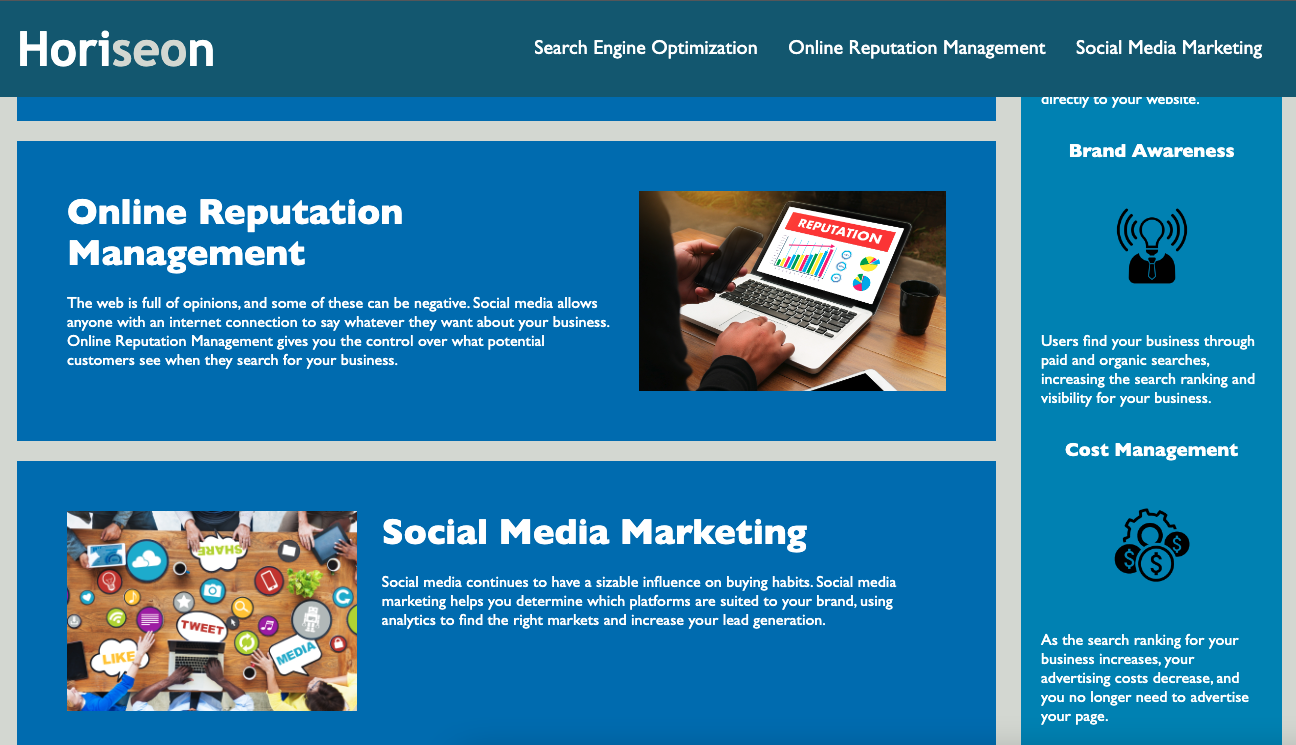 Horiseon
Search Engine Optimization
Online Reputation Management
Social Media Marketing
Online Reputation
Management
The web is full of opinions, and some of these can be negative. Social media allows
anyone with an internet connection to say whatever they want about your business.
Online Reputation Management gives you the control over what potential
customers see when they search for your business.
REPUTATION
Social Media Marketing
Social media continues to have a sizable influence on buying habits. Social media
marketing helps you determine which platforms are suited to your brand, using
analytics to find the right markets and increase your lead generation.
SHARE
TWEET
LIKE
MEDIA
directly to your website.
Brand Awareness
Users find your business through
paid and organic searches,
increasing the search ranking and
visibility for your business.
Cost Management
$ $ $
As the search ranking for your
business increases, your
advertising costs decrease, and
you no longer need to advertise
your page.